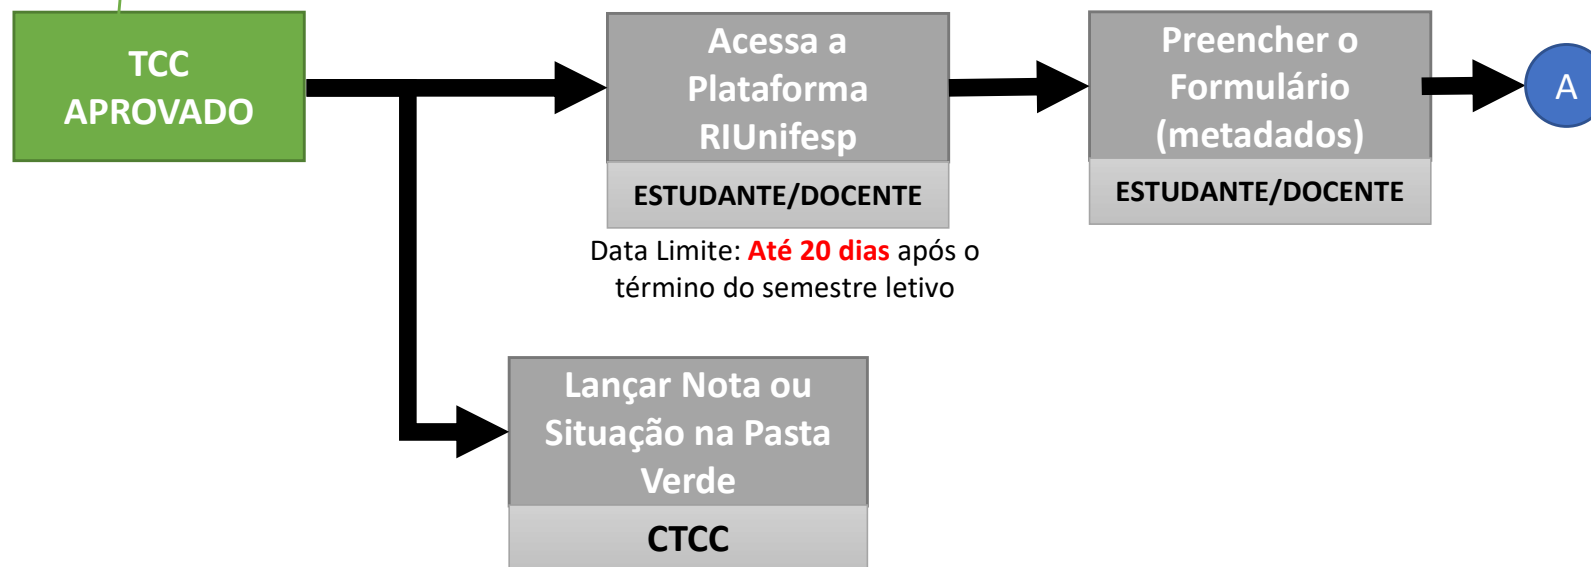 TCC
APROVADO
Acessa a
Plataforma
RIUnifesp
ESTUDANTE/DOCENTE
Data Limite: Até 20 dias após o
término do semestre letivo
Preencher o
Formulário
(metadados)
ESTUDANTE/DOCENTE
A
Lançar Nota ou
Situação na Pasta
Verde
CTCC